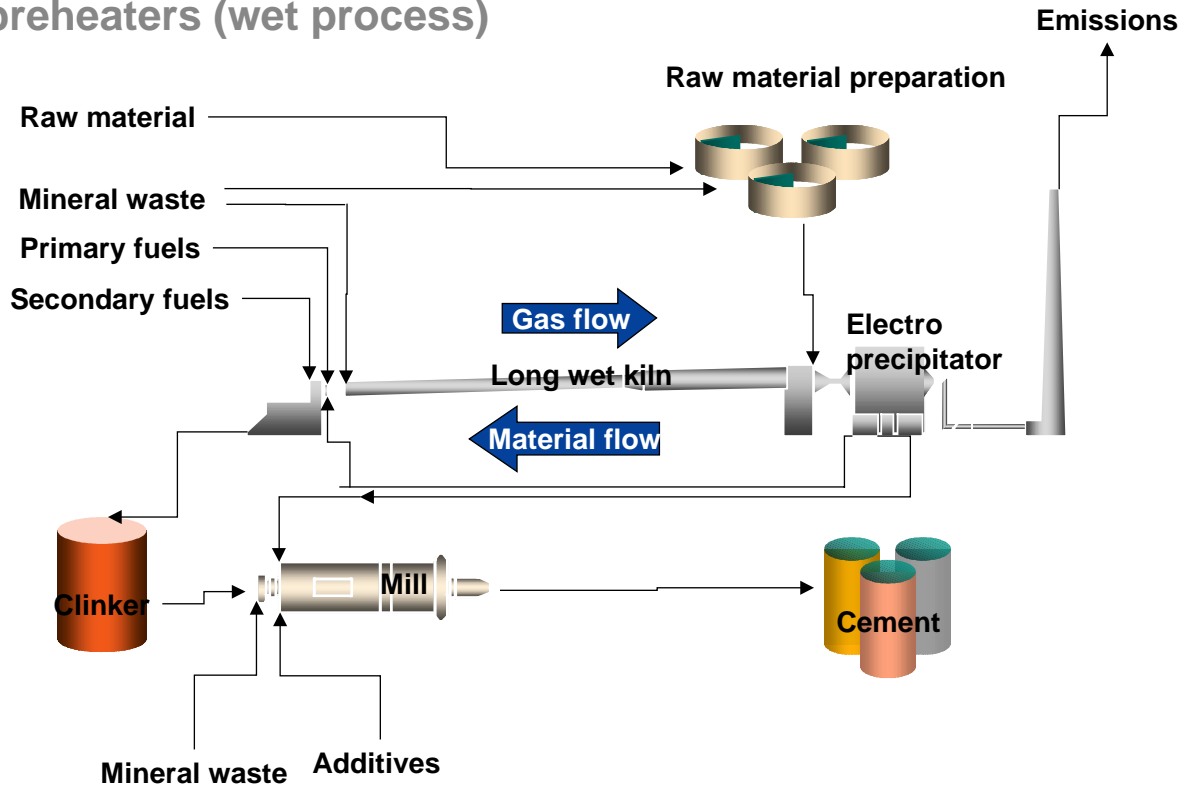 preheaters (wet process)
Emissions
Raw material preparation
Raw material
Mineral waste
Primary fuels
Secondary fuels
Gas flow
Electro
precipitator
Long wet kiln
Material flow
Clinker
Mill
Cement
Mineral waste
Additives